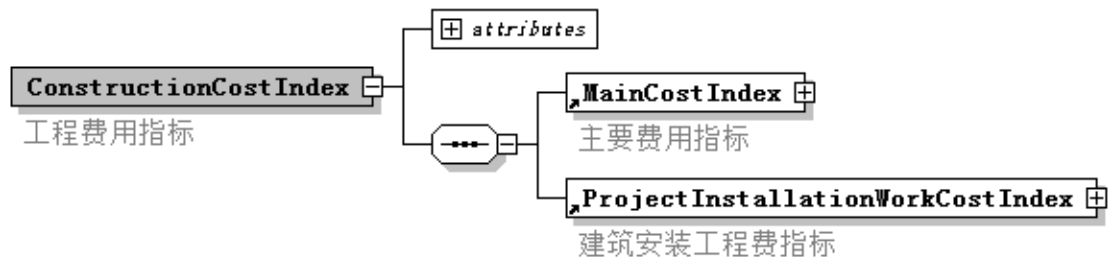 attributes
ConstructionCostIndex
工程费用指标
MainCostIndex
主要费用指标
ProjectInstallationWorkCostIndex
建筑安装工程费指标